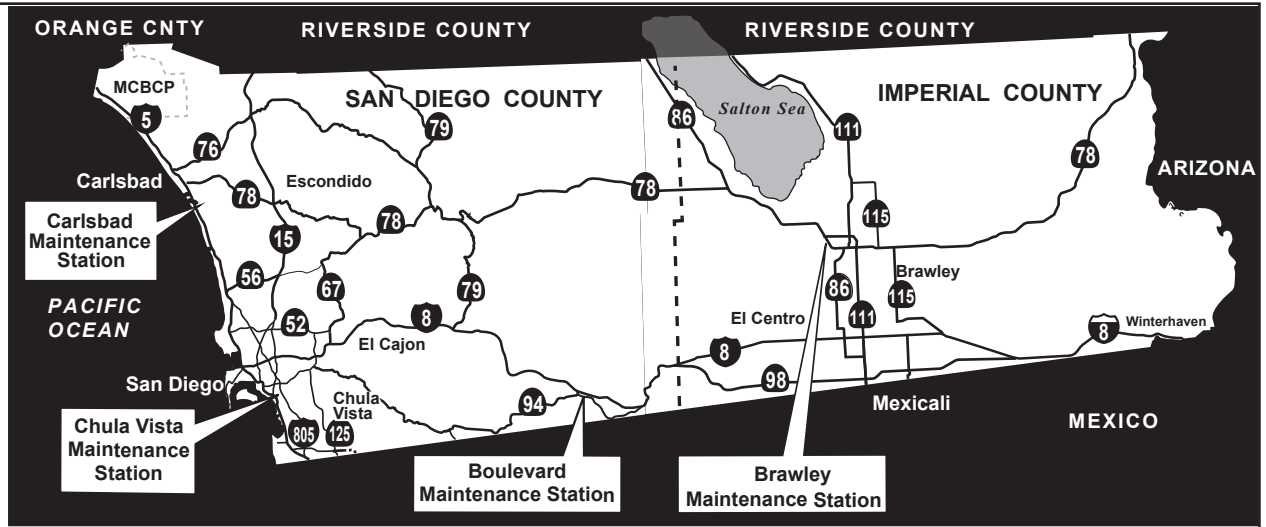 ORANGE CNTY
RIVERSIDE COUNTY
RIVERSIDE COUNTY
MCBCP
SAN DIEGO COUNTY
IMPERIAL COUNTY
Salton Sea
5
76
79
86
111
78
ARIZONA
Carlsbad
Escondido
78
78
78
115
Carlsbad
Maintenance
Station
15
56
67
79
86
Brawley
115
PACIFIC
OCEAN
52
8
111
El Centro
8
Winterhaven
El Cajon
8
98
San Diego
Chula
Vista
94
Mexicali
MEXICO
805
125
Chula Vista
Maintenance
Station
Boulevard
Maintenance Station
Brawley
Maintenance Station